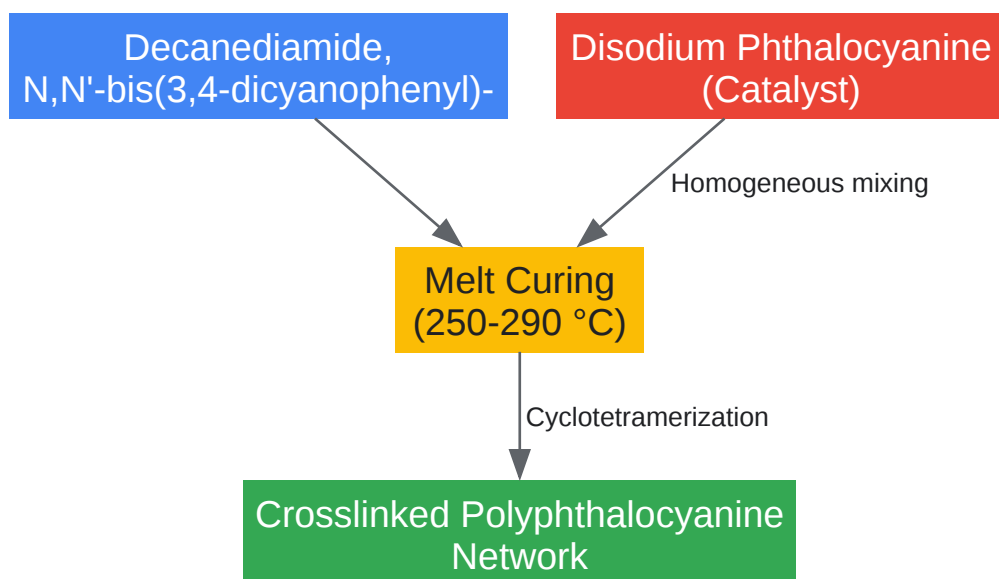 Decanediamide,
N,N'-bis(3,4-dicyanophenyl)-
Disodium Phthalocyanine
(Catalyst)
Homogeneous mixing
Melt Curing
(250-290 °C)
Cyclotetramerization
Crosslinked Polyphthalocyanine
Network